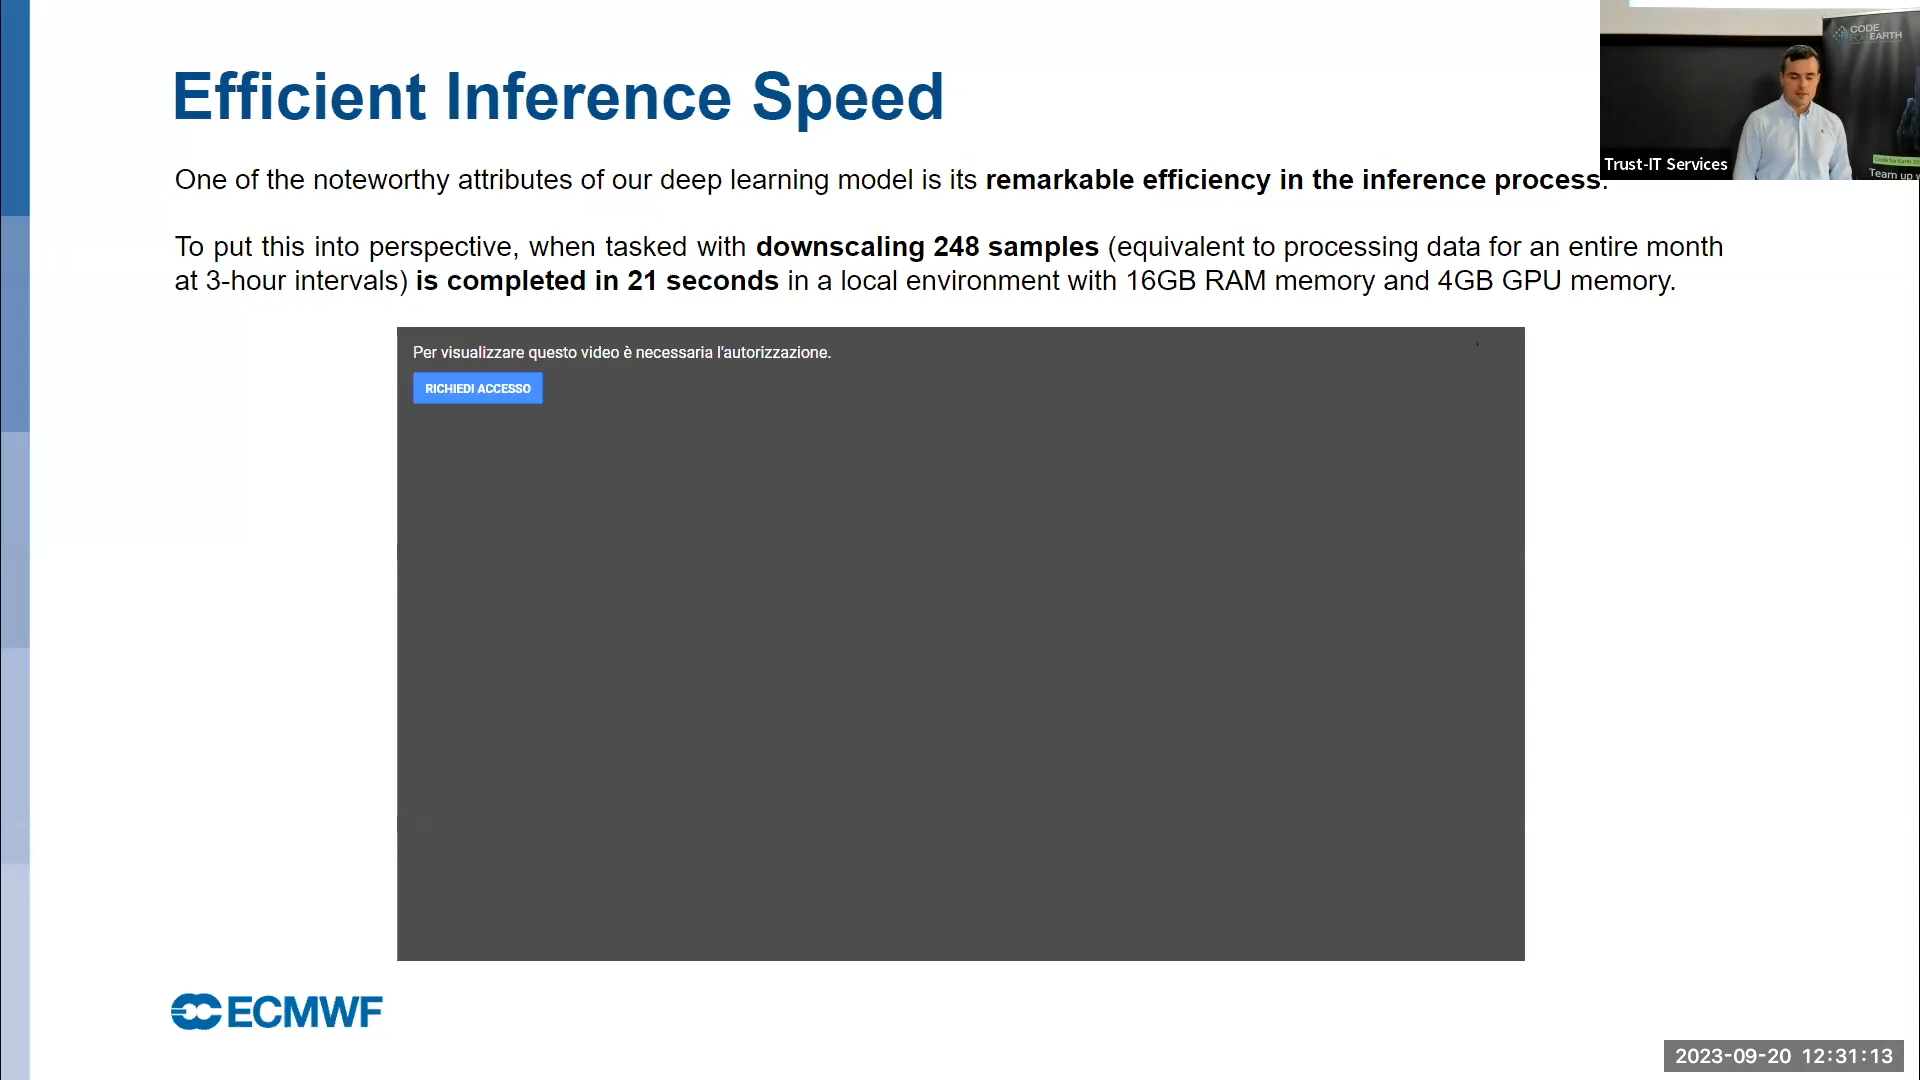 Efficient Inference Speed
One of the noteworthy attributes of our deep learning model is its remarkable efficiency in the inference process.
To put this into perspective, when tasked with downscaling 248 samples (equivalent to processing data for an entire month
at 3-hour intervals) is completed in 21 seconds in a local environment with 16GB RAM memory and 4GB GPU memory.
Per visualizzare questo video è necessaria l'autorizzazione.
RICHIEDI ACCESSO
ECMWF
CODE
FOR EARTH
Trust-IT Services
Team up
2023-09-20 12:31:13